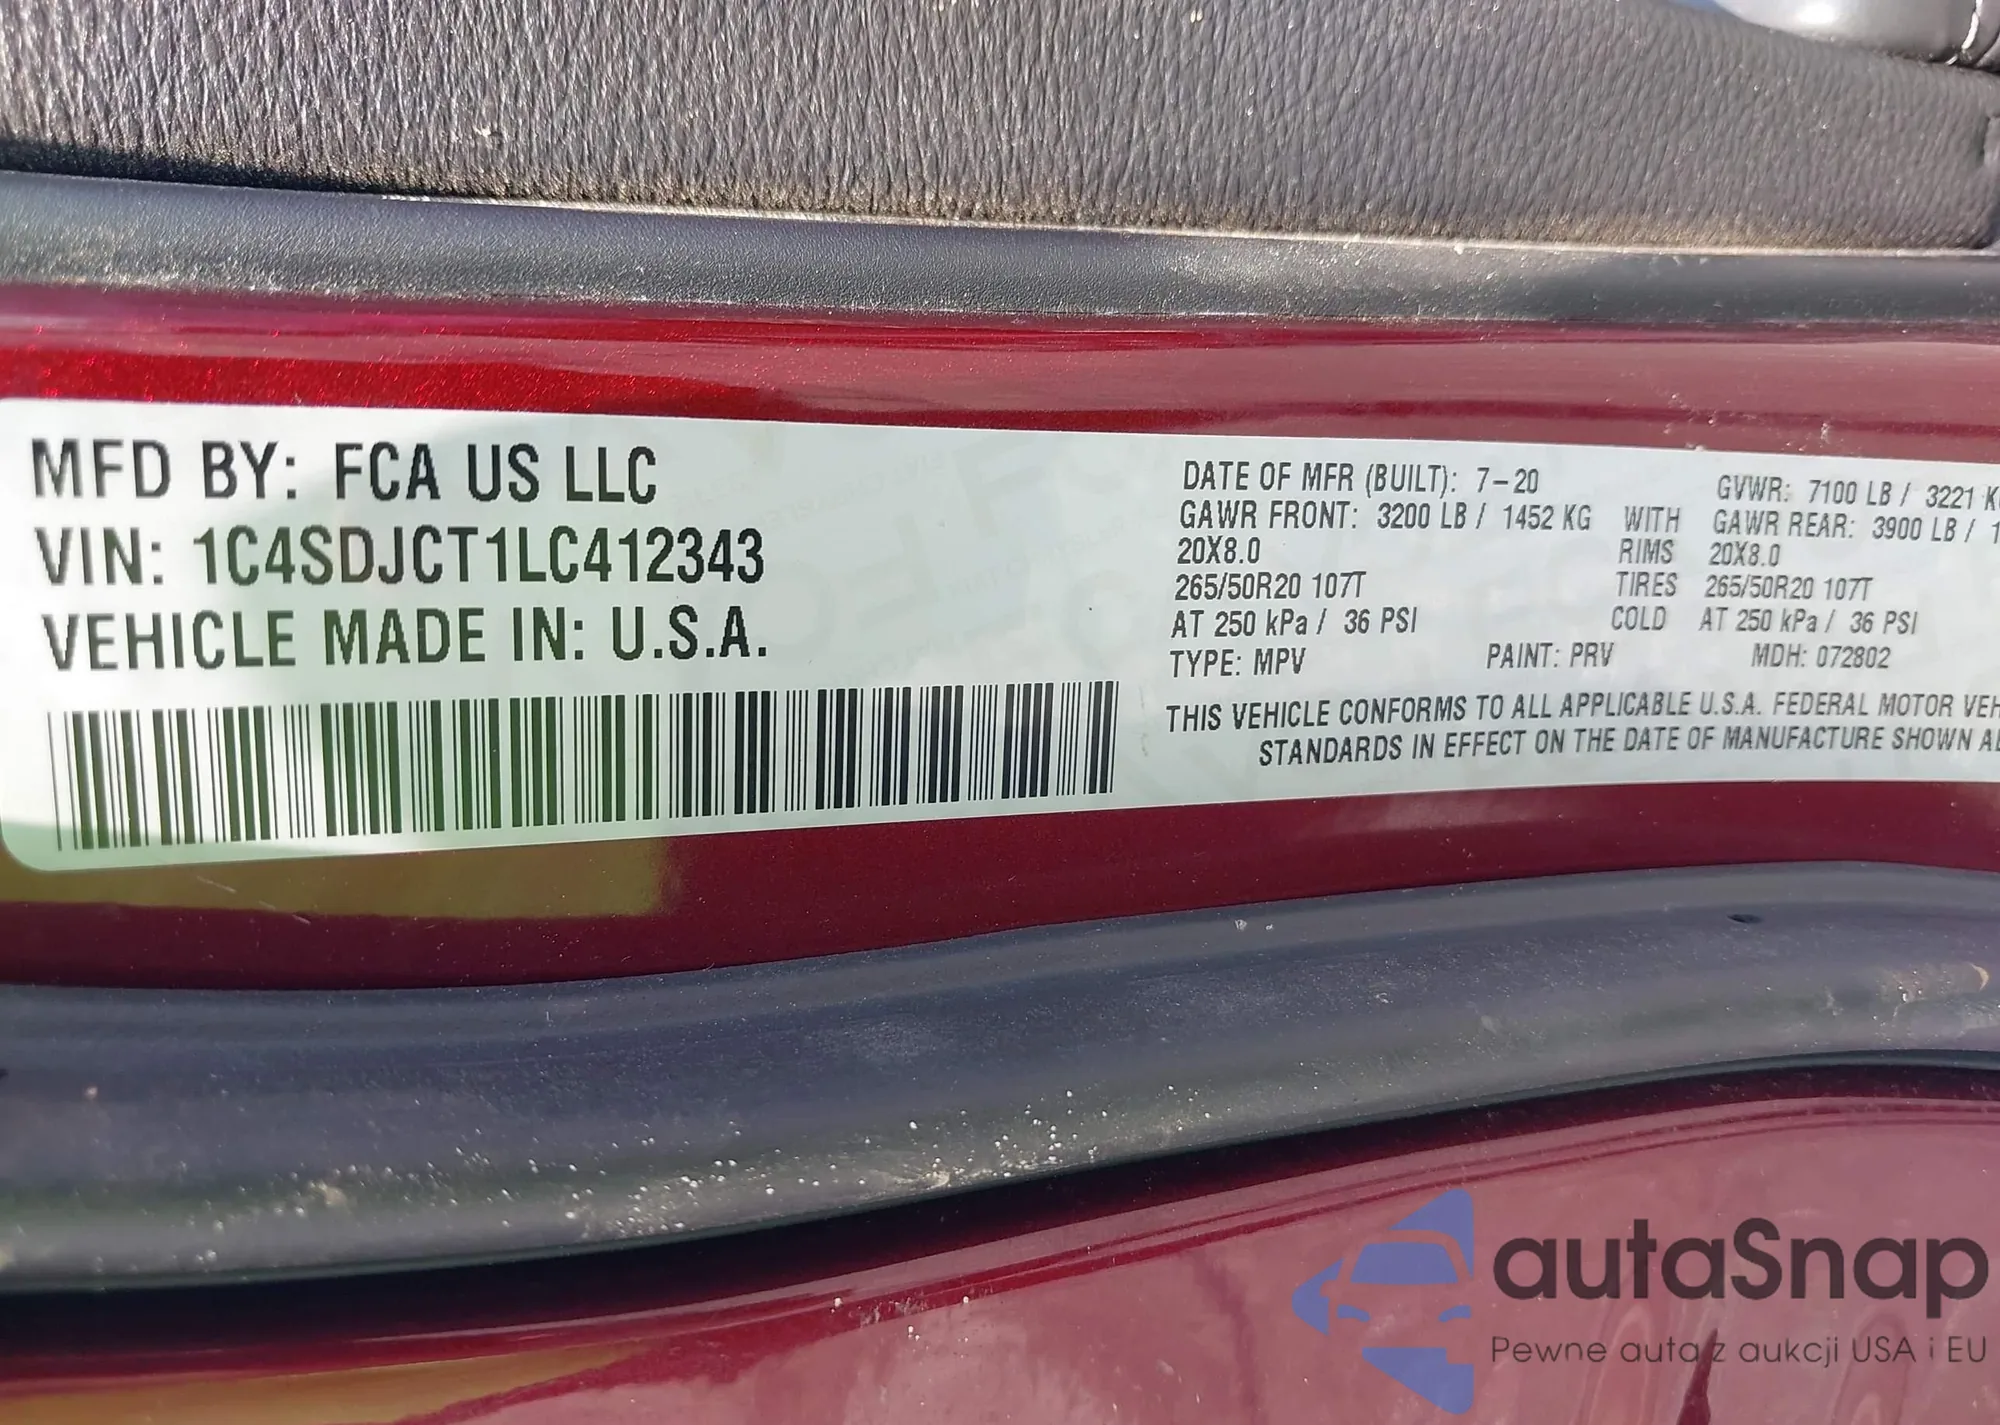 MFD BY: FCA US LLC
VIN: 1C4SDJCT1LC412343
VEHICLE MADE IN: U.S.A.
DATE OF MFR (BUILT): 7-20 GVWR: 7100 LB / 3221
GAWR FRONT: 3200 LB / 1452 KG WITH GAWR REAR: 3900 LB / 1
20X8.0 RIMS 20X8.0
265/50R20 107T TIRES 265/50R20 107T
AT 250 kPa / 36 PSI COLD AT 250 kPa / 36 PSI
TYPE: MPV PAINT: PRV MDH: 072802
THIS VEHICLE CONFORMS TO ALL APPLICABLE U.S.A. FEDERAL MOTOR VEH
STANDARDS IN EFFECT ON THE DATE OF MANUFACTURE SHOWN
autaSnap
Pewne auta z aukcji USA i EU